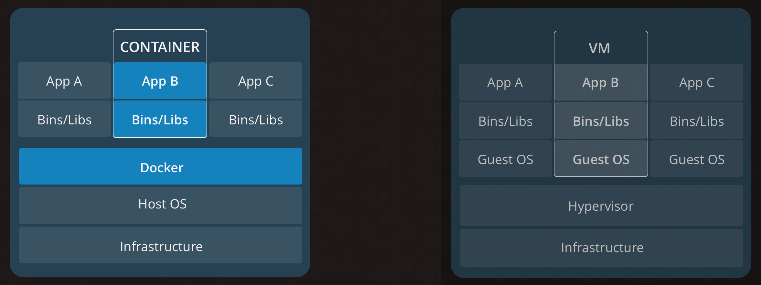 CONTAINER
App A App B App C
Bins/Libs Bins/Libs Bins/Libs
Docker
Host OS
Infrastructure
VM
App A App B App C
Bins/Libs Bins/Libs Bins/Libs
Guest OS Guest OS Guest OS
Hypervisor
Infrastructure